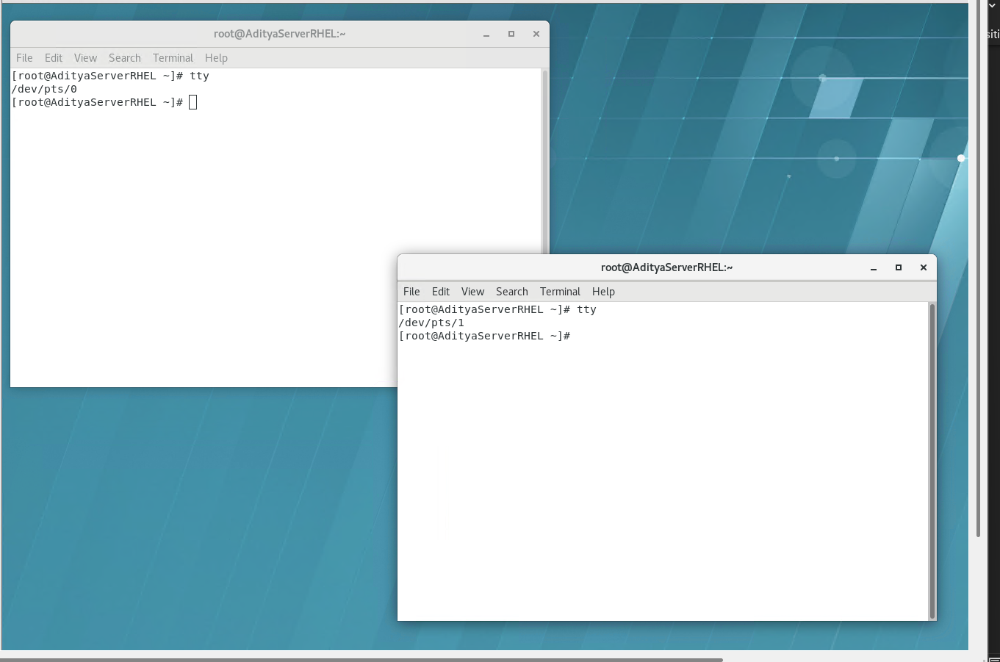 root@AdityaServerRHEL:~
File Edit View Search Terminal Help
[root@AdityaServerRHEL ~]# tty
/dev/pts/0
[root@AdityaServerRHEL ~]#
root@AdityaServerRHEL:~
File Edit View Search Terminal Help
[root@AdityaServerRHEL ~]# tty
/dev/pts/1
[root@AdityaServerRHEL ~]#